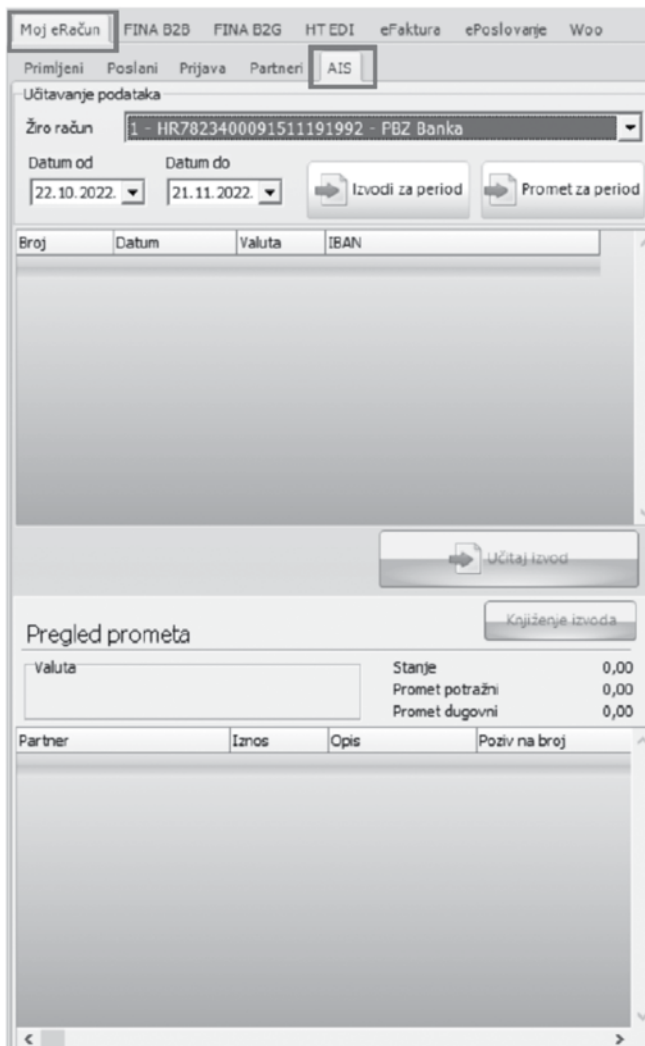 Moj eRačun FINA B2B FINA B2G HT EDI eFaktura ePoslovanje Woo
Primljeni Poslani Prijava Partneri AIS
Učitavanje podataka
Žiro račun 1 - HR7823400091511191992 - PBZ Banka
Datum od Datum do
22.10.2022. 21.11.2022. Izvodi za period Promet za period
Broj Datum Valuta IBAN
Učitaj izvod
Knjiženje izvoda
Pregled prometa
Valuta Stanje 0,00
Promet potražni 0,00
Promet dugovni 0,00
Partner Iznos Opis Poziv na broj